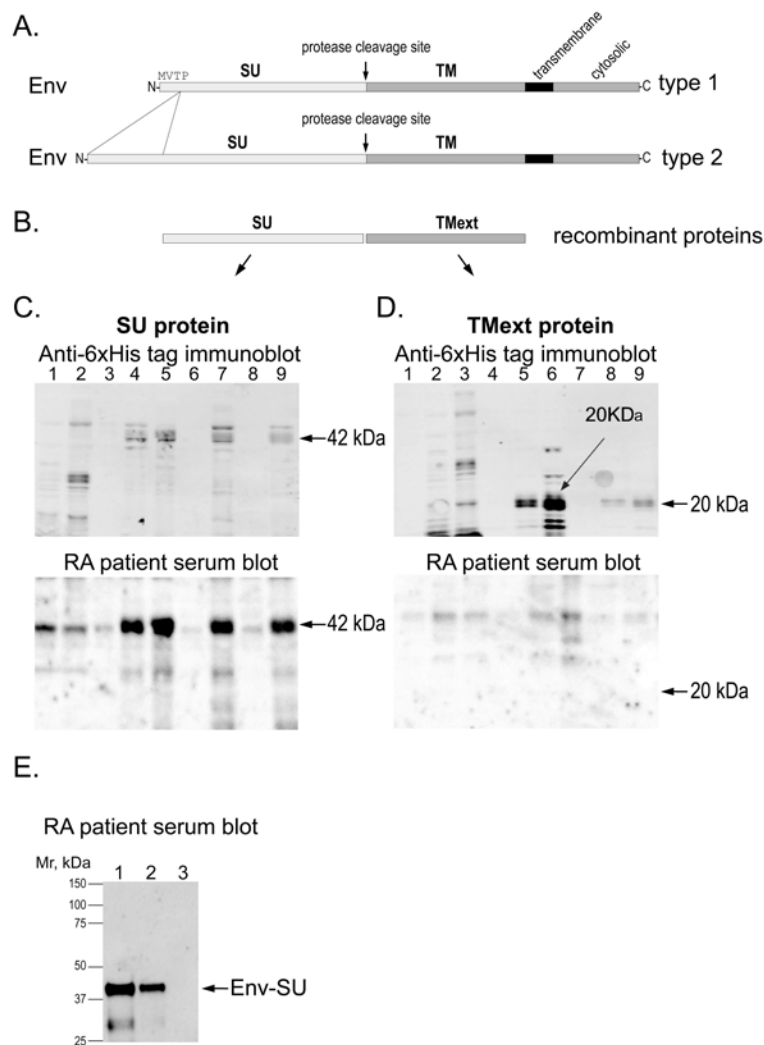 A.
protease cleavage site
transmembrane
cytosolic
MVTP SU TM
Env N- -C type 1
protease cleavage site
SU TM
Env N- -C type 2
B.
SU TMext recombinant proteins
C.
SU protein
Anti-6xHis tag immunoblot
1 2 3 4 5 6 7 8 9
42 kDa
RA patient serum blot
42 kDa
D.
TMext protein
Anti-6xHis tag immunoblot
1 2 3 4 5 6 7 8 9
20KDa
20 kDa
RA patient serum blot
20 kDa
E.
RA patient serum blot
Mr, kDa 1 2 3
150
100
75
50
Env-SU
37
25